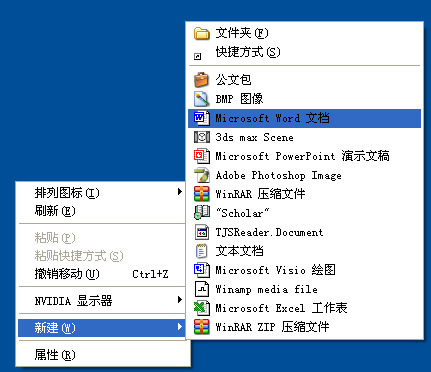 文件夹(F)
快捷方式(S)
公文包
BMP 图像
Microsoft Word 文档
3ds max Scene
Microsoft PowerPoint 演示文稿
Adobe Photoshop Image
WinRAR 压缩文件
"Scholar"
TJSReader.Document
文本文档
Microsoft Visio 绘图
Winamp media file
Microsoft Excel 工作表
WinRAR ZIP 压缩文件
排列图标(I)
刷新(E)
粘贴(P)
粘贴快捷方式(S)
撤销移动(U) Ctrl+Z
NVIDIA 显示器
新建(W)
属性(R)